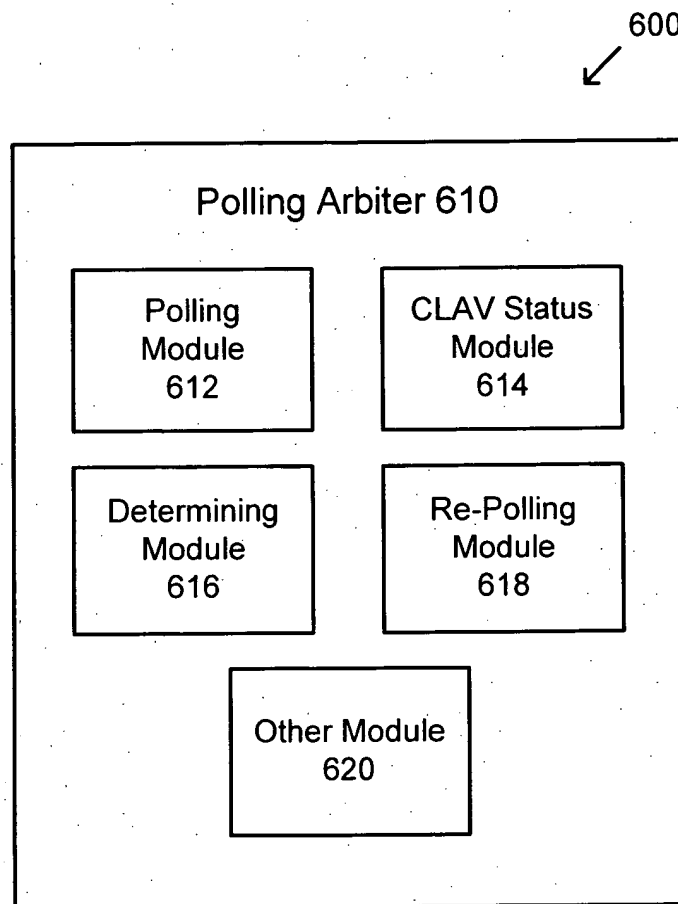 600
Polling Arbiter 610
Polling
Module
612
CLAV Status
Module
614
Determining
Module
616
Re-Polling
Module
618
Other Module
620